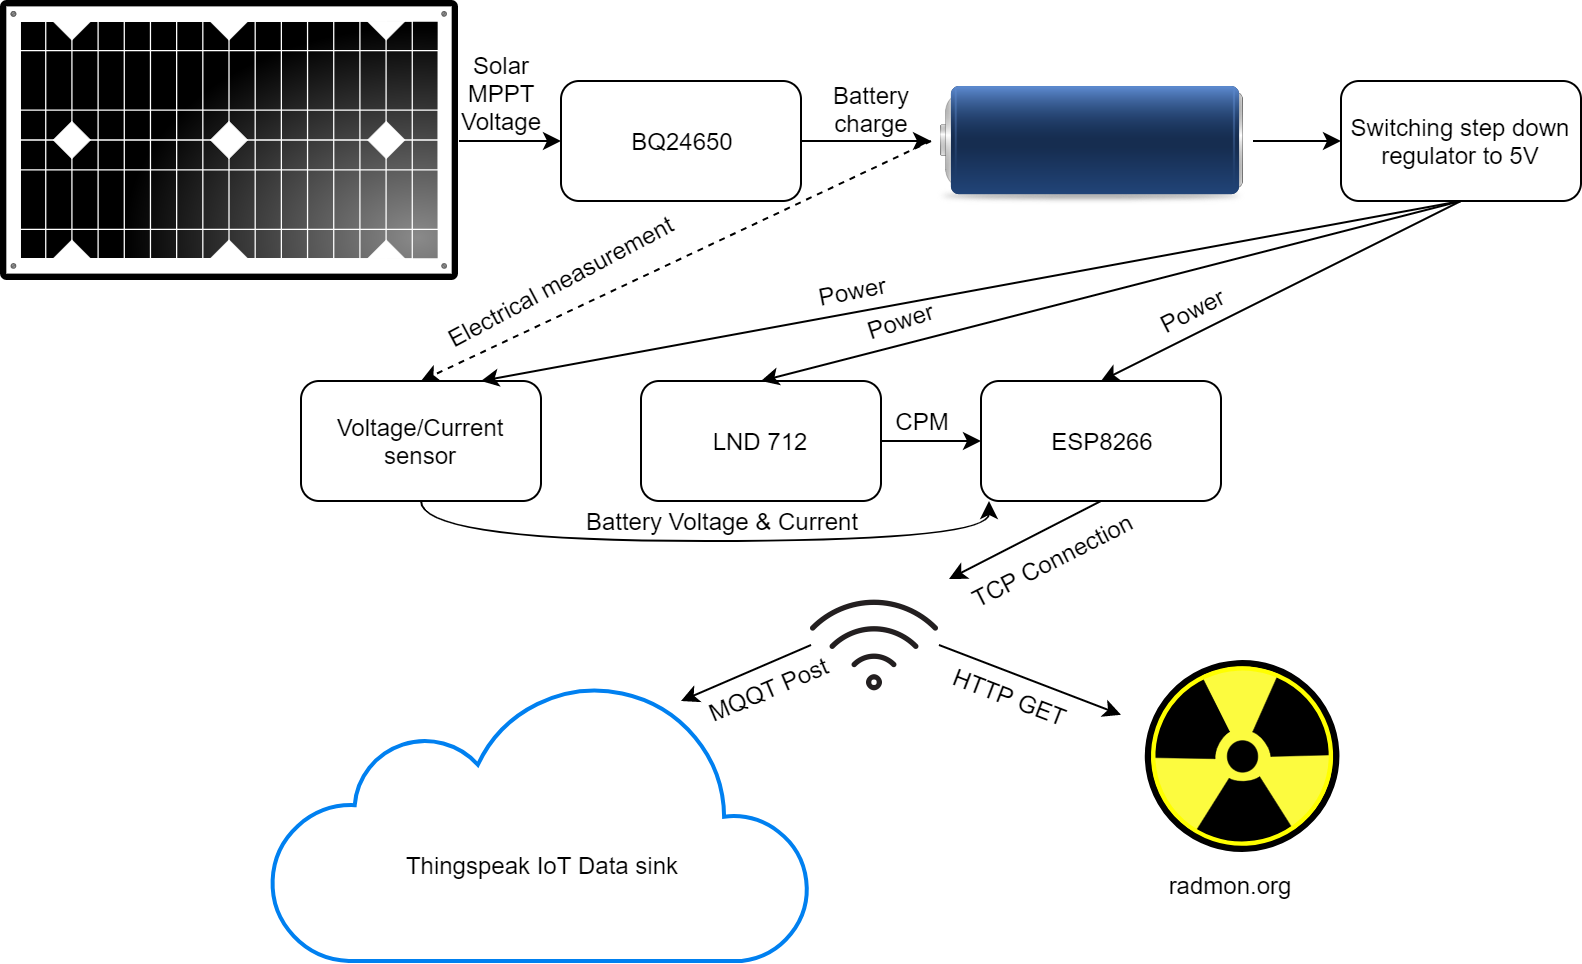 Solar
MPPT
Voltage
BQ24650
Battery
charge
Switching step down
regulator to 5V
Electrical measurement
Power
Power
Power
Voltage/Current
sensor
LND 712
CPM
ESP8266
Battery Voltage & Current
TCP Connection
MQQT Post
HTTP GET
Thingspeak IoT Data sink
radmon.org